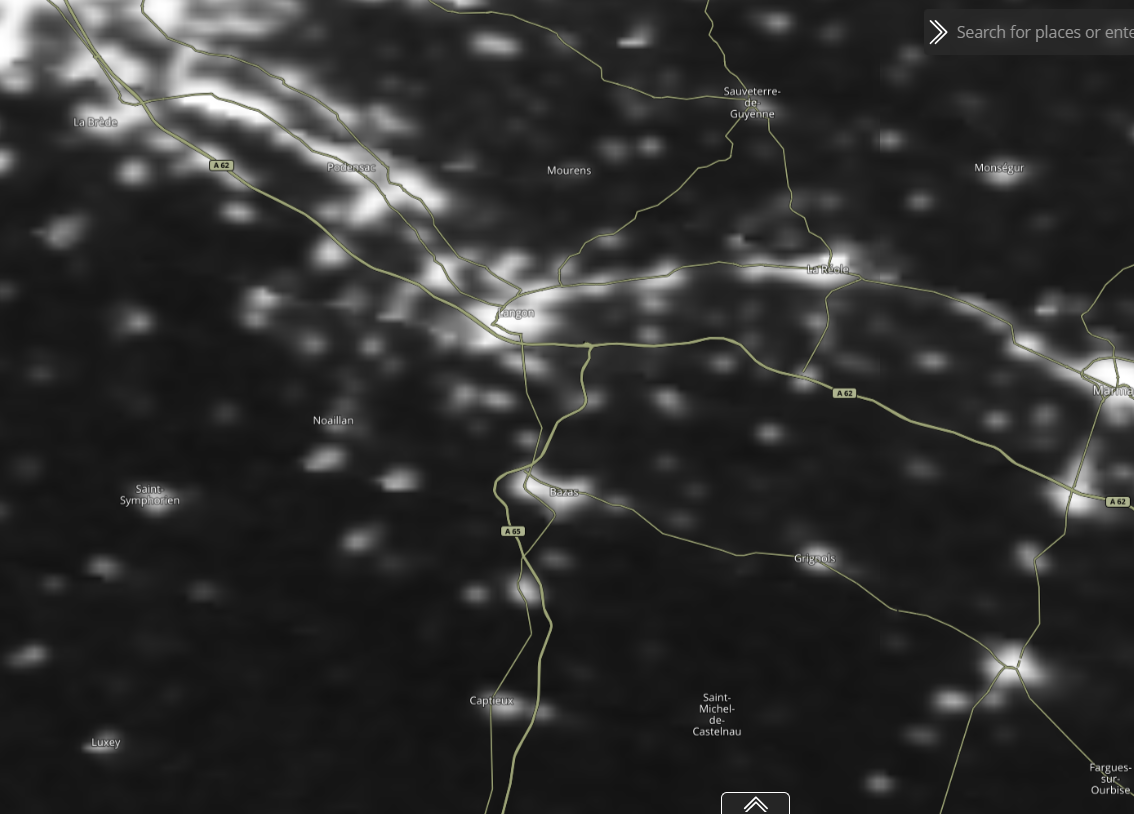 Search for places or ente
Sauveterre-
de-
Guyenne
La Brède
A 62
Podensac
Mourens
Monségur
La Réole
Langon
A 62
Marma
Noaillan
Saint-
Symphorien
Bazas
A 62
A 65
Grignols
Captieux
Saint-
Michel-
de-
Castelnau
Luxey
Fargues-
sur-
Ourbise